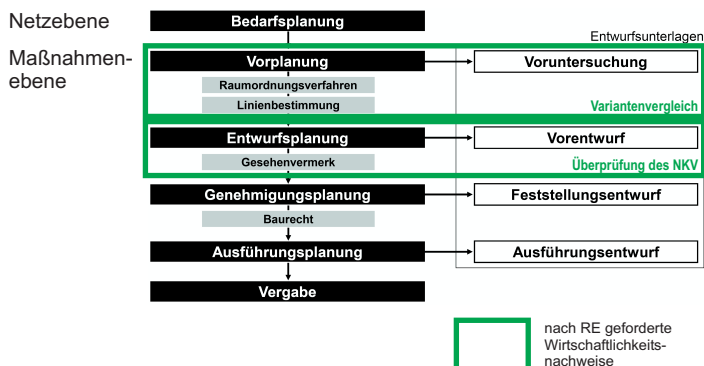 Netzebene
Bedarfsplanung
Entwurfsunterlagen
Maßnahmen-
ebene
Vorplanung
Voruntersuchung
Raumordnungsverfahren
Linienbestimmung
Variantenvergleich
Entwurfsplanung
Vorentwurf
Gesehenvermerk
Überprüfung des NKV
Genehmigungsplanung
Feststellungsentwurf
Baurecht
Ausführungsplanung
Ausführungsentwurf
Vergabe
nach RE geforderte
Wirtschaftlichkeits-
nachweise